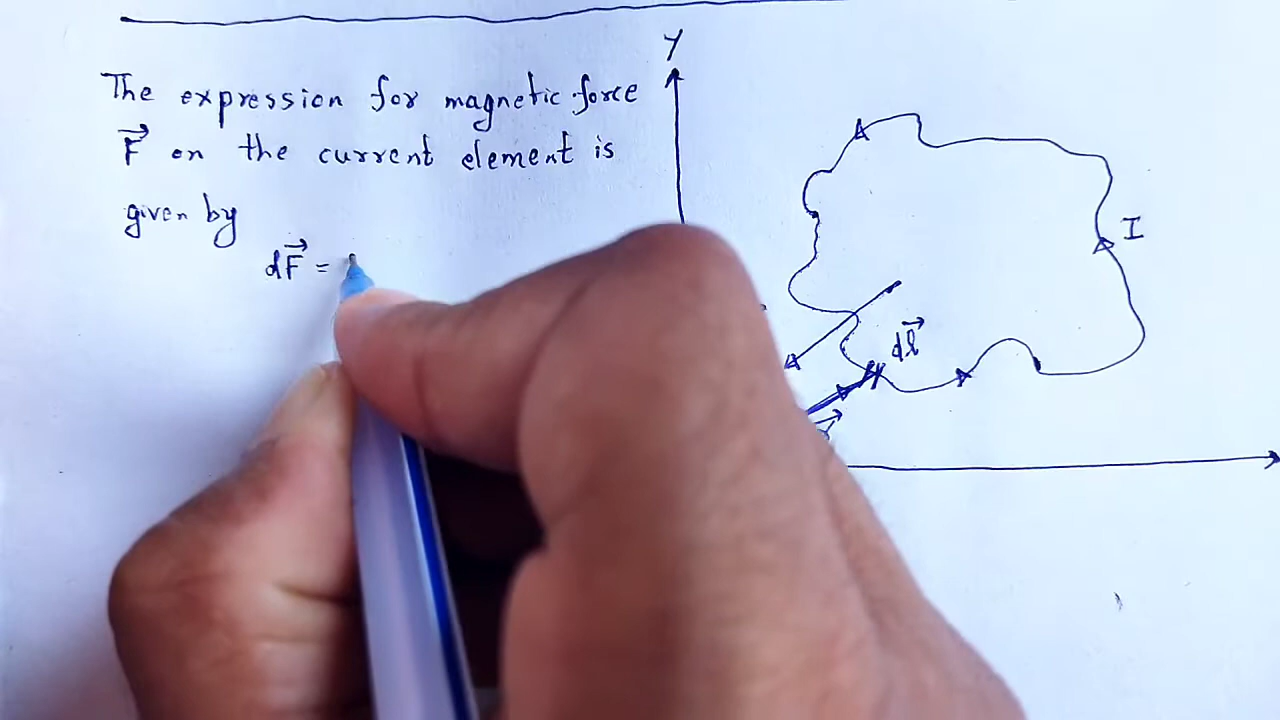 The expression for magnetic force
F⃗ on the current element is
given by
dF⃗ =
Y
I
dl⃗